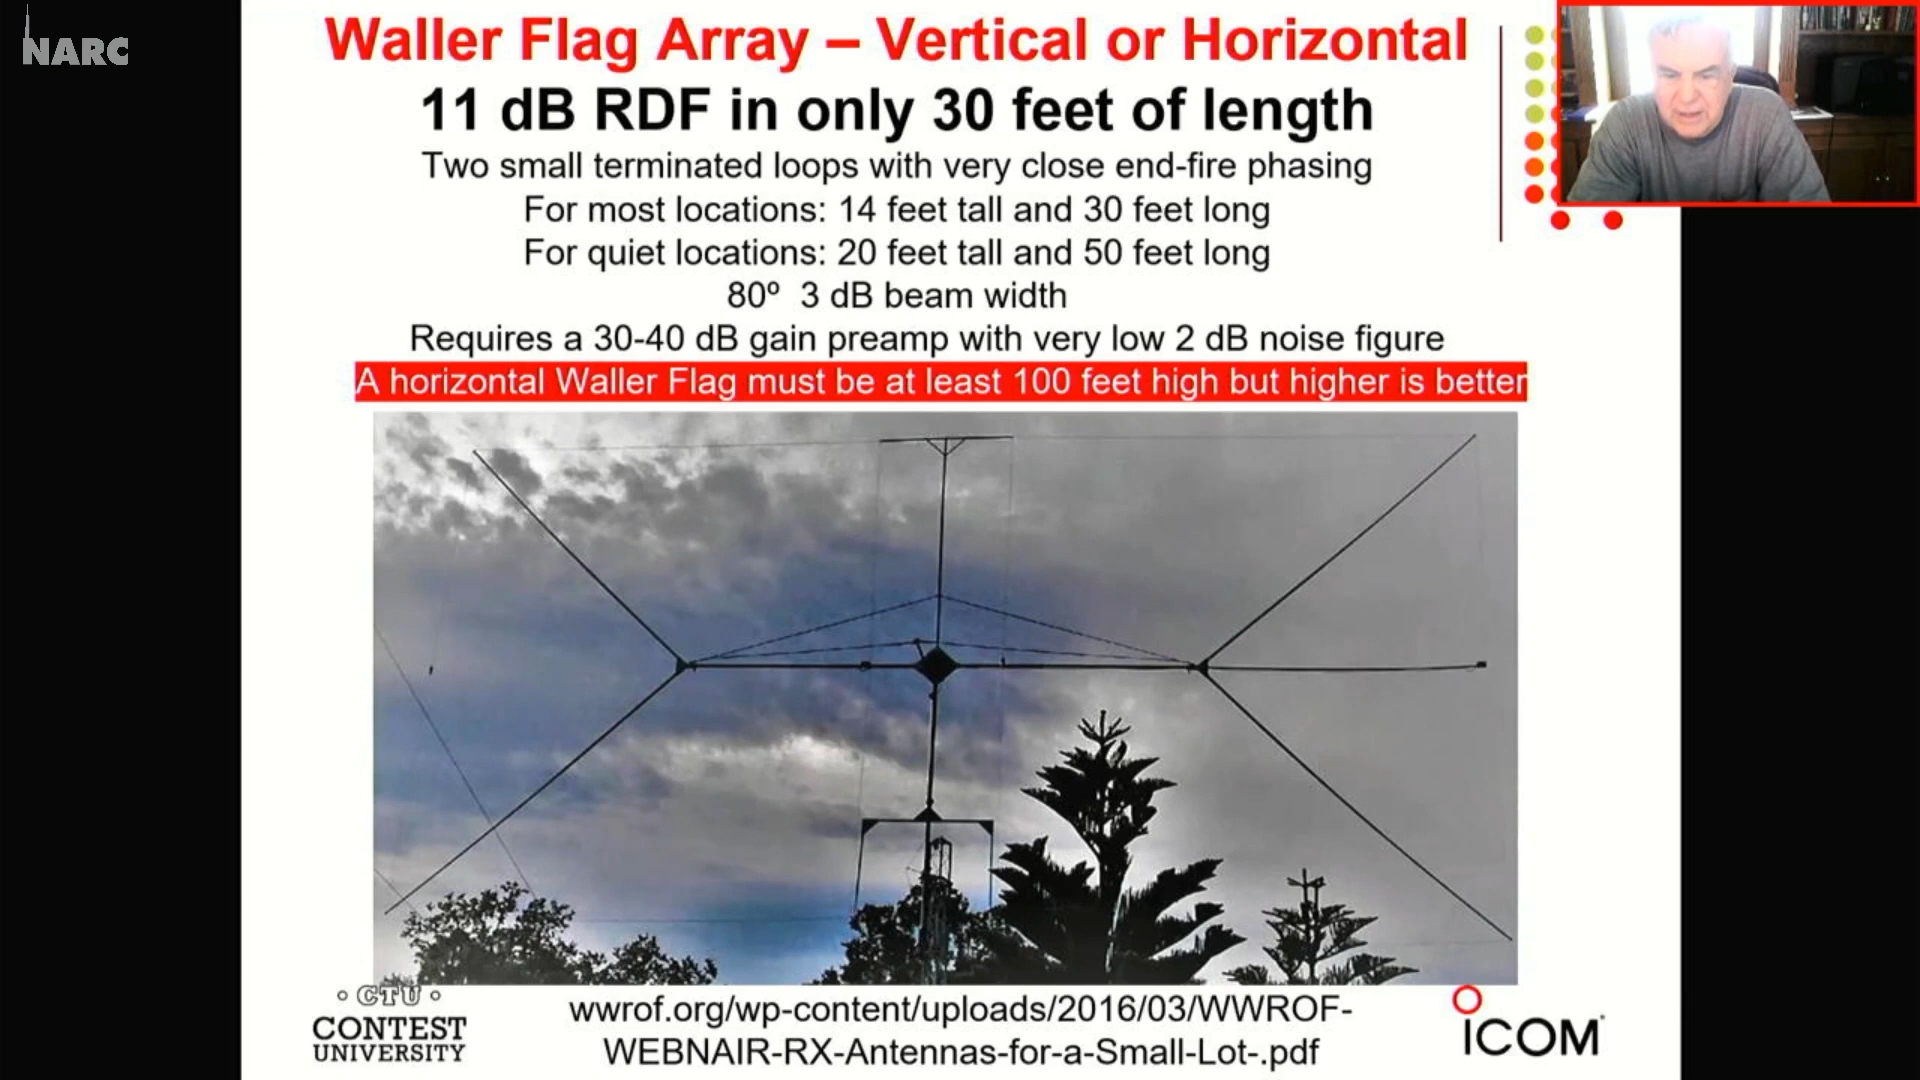 NARC
Waller Flag Array – Vertical or Horizontal
11 dB RDF in only 30 feet of length
Two small terminated loops with very close end-fire phasing
For most locations: 14 feet tall and 30 feet long
For quiet locations: 20 feet tall and 50 feet long
80º 3 dB beam width
Requires a 30-40 dB gain preamp with very low 2 dB noise figure
A horizontal Waller Flag must be at least 100 feet high but higher is better
CTU
CONTEST
UNIVERSITY
wwrof.org/wp-content/uploads/2016/03/WWROF-
WEBNAIR-RX-Antennas-for-a-Small-Lot-.pdf
ICOM